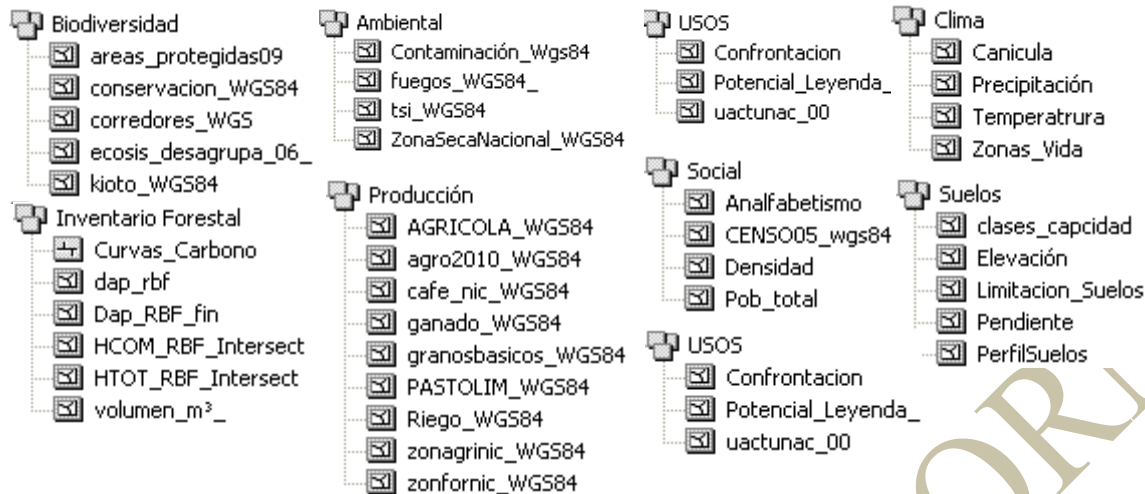 Biodiversidad
areas_protegidas09
conservacion_WGS84
corredores_WGS
ecosis_desagrupa_06_
kioto_WGS84
Inventario Forestal
Curvas_Carbono
dap_rbf
Dap_RBF_fin
HCOM_RBF_Intersect
HTOT_RBF_Intersect
volumen_m³_
Ambiental
Contaminación_Wgs84
fuegos_WGS84_
tsi_WGS84
ZonaSecaNacional_WGS84
Producción
AGRICOLA_WGS84
agro2010_WGS84
cafe_nic_WGS84
ganado_WGS84
granosbasicos_WGS84
PASTOLIM_WGS84
Riego_WGS84
zonagrinic_WGS84
zonfornic_WGS84
USOS
Confrontacion
Potencial_Leyenda_
uactunac_00
Social
Analfabetismo
CENSO05_wgs84
Densidad
Pob_total
USOS
Confrontacion
Potencial_Leyenda_
uactunac_00
Clima
Canicula
Precipitación
Temperatrura
Zonas_Vida
Suelos
clases_capcidad
Elevación
Limitacion_Suelos
Pendiente
PerfilSuelos